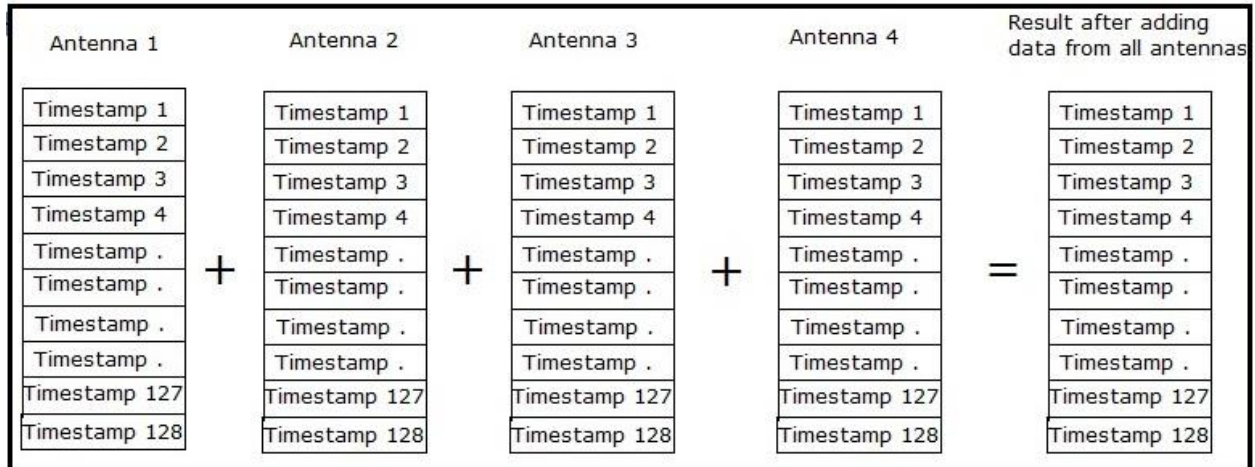 Antenna 1 Antenna 2 Antenna 3 Antenna 4 Result after adding
data from all antennas
Timestamp 1 Timestamp 1 Timestamp 1 Timestamp 1 Timestamp 1
Timestamp 2 Timestamp 2 Timestamp 2 Timestamp 2 Timestamp 2
Timestamp 3 Timestamp 3 Timestamp 3 Timestamp 3 Timestamp 3
Timestamp 4 Timestamp 4 Timestamp 4 Timestamp 4 Timestamp 4
Timestamp . Timestamp . Timestamp . Timestamp . Timestamp .
+ + + =
Timestamp . Timestamp . Timestamp . Timestamp . Timestamp .
Timestamp . Timestamp . Timestamp . Timestamp . Timestamp .
Timestamp . Timestamp . Timestamp . Timestamp . Timestamp .
Timestamp 127 Timestamp 127 Timestamp 127 Timestamp 127 Timestamp 127
Timestamp 128 Timestamp 128 Timestamp 128 Timestamp 128 Timestamp 128